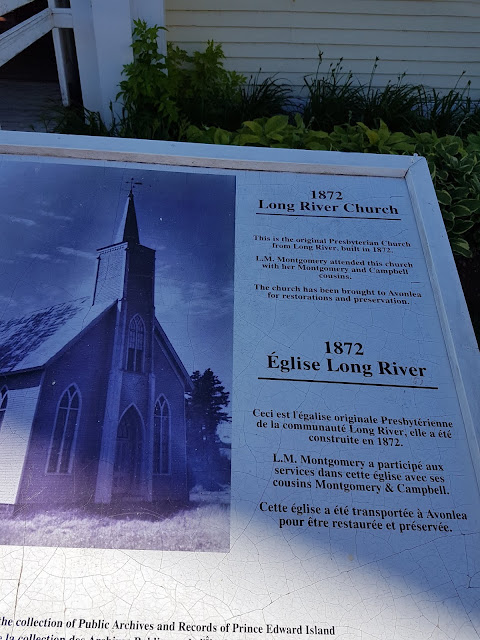 1872
Long River Church
This is the original Presbyterian Church
from Long River, built in 1872
L.M. Montgomery attended this church
with her Montgomery and Campbell
cousins.
The church has been brought to Avonlea
for restorations and preservation.
1872
Église Long River
Ceci est l'égalise originale Presbytérienne
de la communauté Long River, elle a été
construite en 1872.
L.M. Montgomery a participé aux
services dans cette église avec ses
cousins Montgomery & Campbell.
Cette église a été transportée à Avonlea
pour être restaurée et préservée.
the collection of Public Archives and Records of Prince Edward Island
la collection des Archives